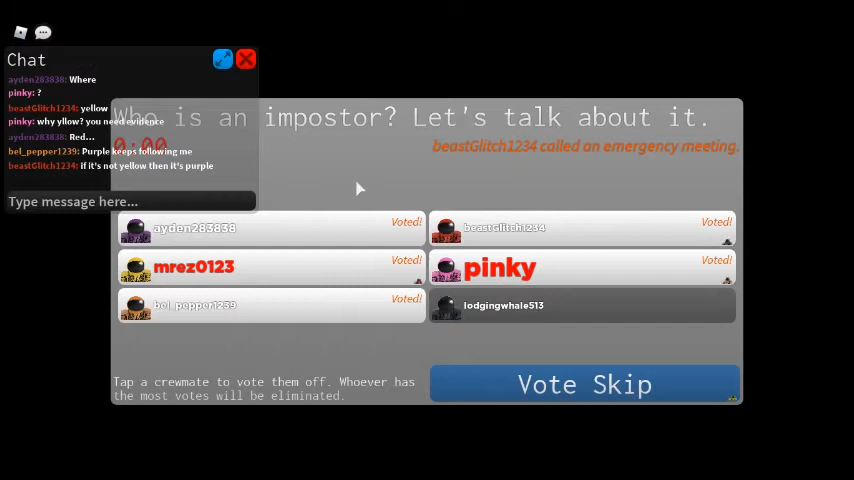 Chat
ayden283838: Where
pinky: ?
beastGlitch1234: yellow
pinky: why yllow? you need evidence
ayden283838: Red...
bel_pepper1239: Purple keeps following me
beastGlitch1234: if it's not yellow then it's purple
Type message here...
Who is an impostor? Let's talk about it.
0:00
beastGlitch1234 called an emergency meeting.
ayden283838 Voted!
beastGlitch1234 Voted!
mrez0123 Voted!
pinky Voted!
bel_pepper1239 Voted!
lodgingwhale513
Tap a crewmate to vote them off. Whoever has
the most votes will be eliminated.
Vote Skip